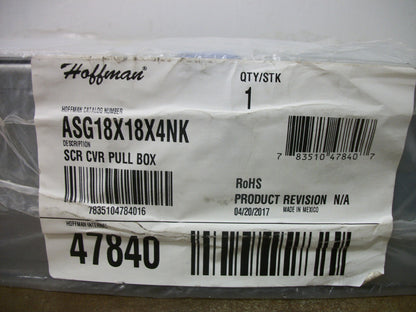 Hoffman®
QTY/STK
1
HOFFMAN CATALOG NUMBER
ASG18X18X4NK
DESCRIPTION
SCR CVR PULL BOX
7835104784016
7 83510 47840 7
RoHS
PRODUCT REVISION N/A
04/20/2017 MADE IN MEXICO
HOFFMAN INTERNAL
47840